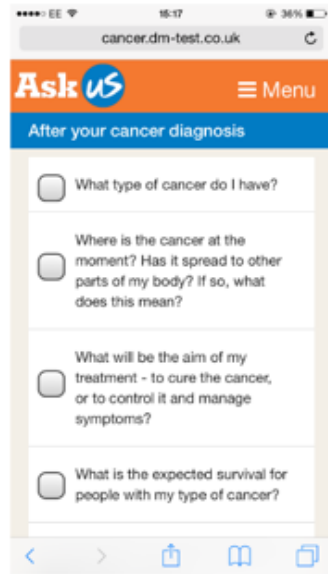 EE 15:17 36%
cancer.dm-test.co.uk
Ask us Menu
After your cancer diagnosis
What type of cancer do I have?
Where is the cancer at the
moment? Has it spread to other
parts of my body? If so, what
does this mean?
What will be the aim of my
treatment - to cure the cancer,
or to control it and manage
symptoms?
What is the expected survival for
people with my type of cancer?